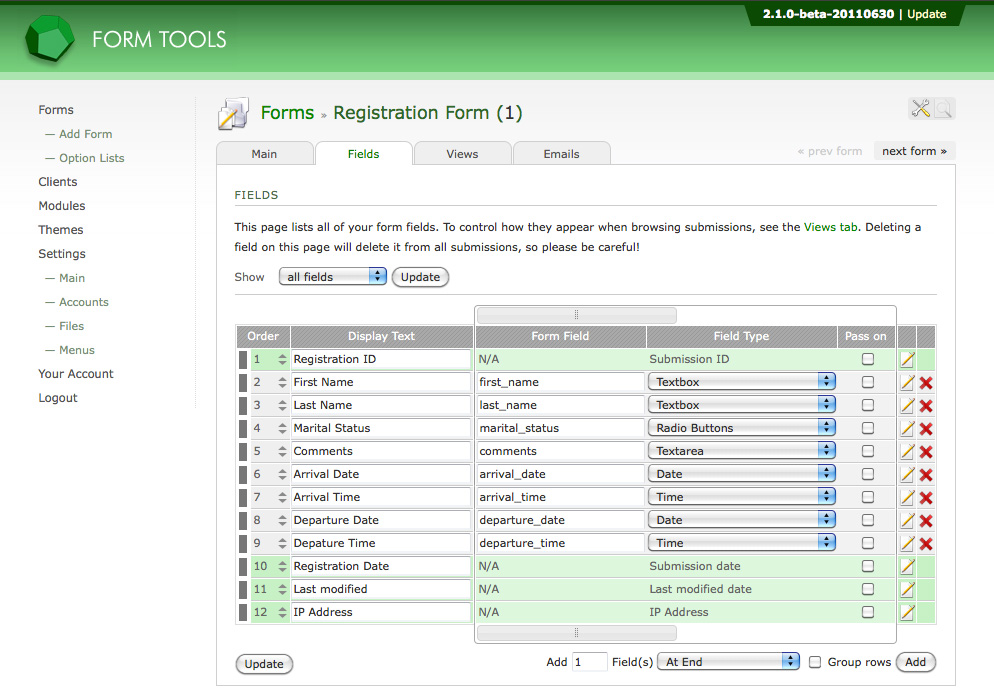 2.1.0-beta-20110630 | Update
FORM TOOLS
Forms
— Add Form
— Option Lists
Clients
Modules
Themes
Settings
— Main
— Accounts
— Files
— Menus
Your Account
Logout
Forms » Registration Form (1)
Main Fields Views Emails « prev form next form »
FIELDS
This page lists all of your form fields. To control how they appear when browsing submissions, see the Views tab. Deleting a
field on this page will delete it from all submissions, so please be careful!
Show all fields Update
Order Display Text Form Field Field Type Pass on
1 Registration ID N/A Submission ID
2 First Name first_name Textbox
3 Last Name last_name Textbox
4 Marital Status marital_status Radio Buttons
5 Comments comments Textarea
6 Arrival Date arrival_date Date
7 Arrival Time arrival_time Time
8 Departure Date departure_date Date
9 Depature Time departure_time Time
10 Registration Date N/A Submission date
11 Last modified N/A Last modified date
12 IP Address N/A IP Address
Update Add 1 Field(s) At End Group rows Add